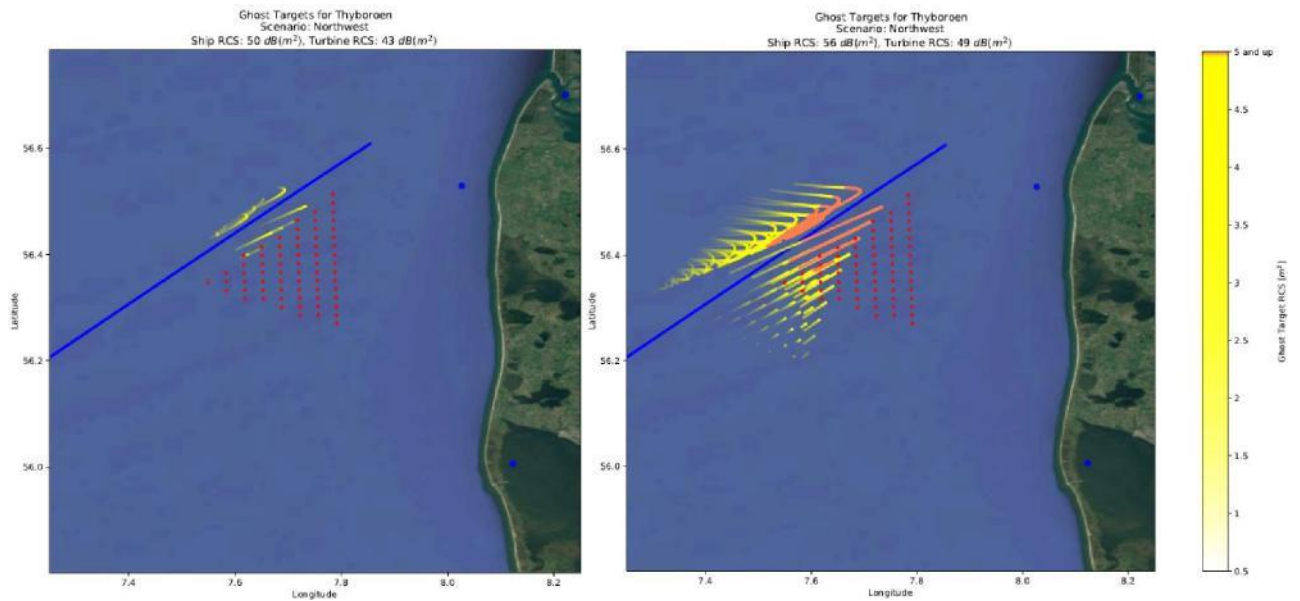 Ghost Targets for Thyboroen
Scenario: Northwest
Ship RCS: 50 dB(m²), Turbine RCS: 43 dB(m²)
56.6
56.4
56.2
56.0
Latitude
7.4
7.6
7.8
8.0
8.2
Longitude
Ghost Targets for Thyboroen
Scenario: Northwest
Ship RCS: 56 dB(m²), Turbine RCS: 49 dB(m²)
56.6
56.4
56.2
56.0
Latitude
7.4
7.6
7.8
8.0
8.2
Longitude
5 and up
4.5
4
3.5
3
2.5
2
1.5
1
0.5
Ghost Target RCS [m²]